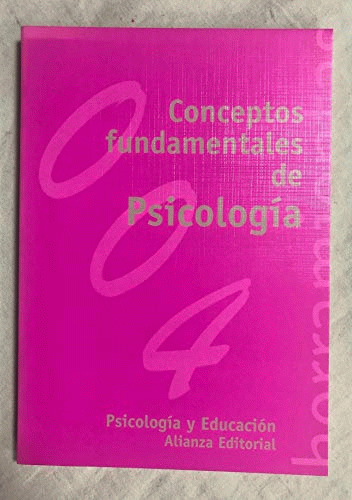 004
Conceptos
fundamentales
de
Psicología
Psicología y Educación
Alianza Editorial